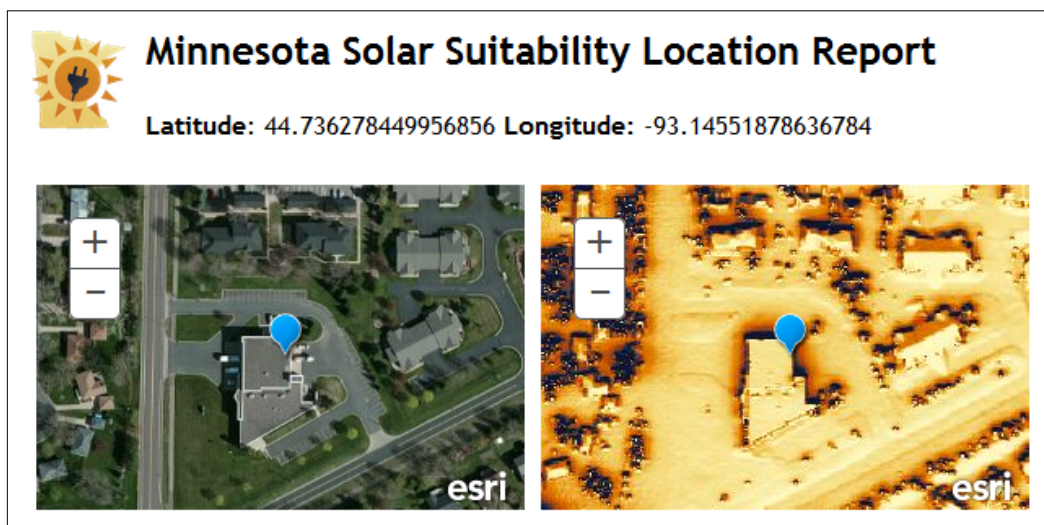 Minnesota Solar Suitability Location Report
Latitude: 44.736278449956856 Longitude: -93.14551878636784
+
−
esri
+
−
esri